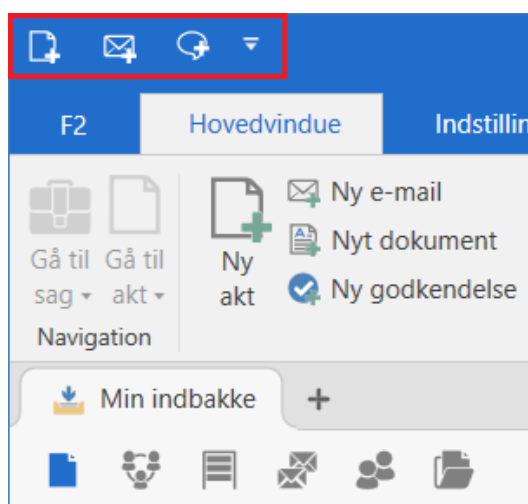 F2 Hovedvindue
Gå til sag
Gå til akt
Ny akt
Ny e-mail
Nyt dokument
Ny godkendelse
Navigation
Min indbakke